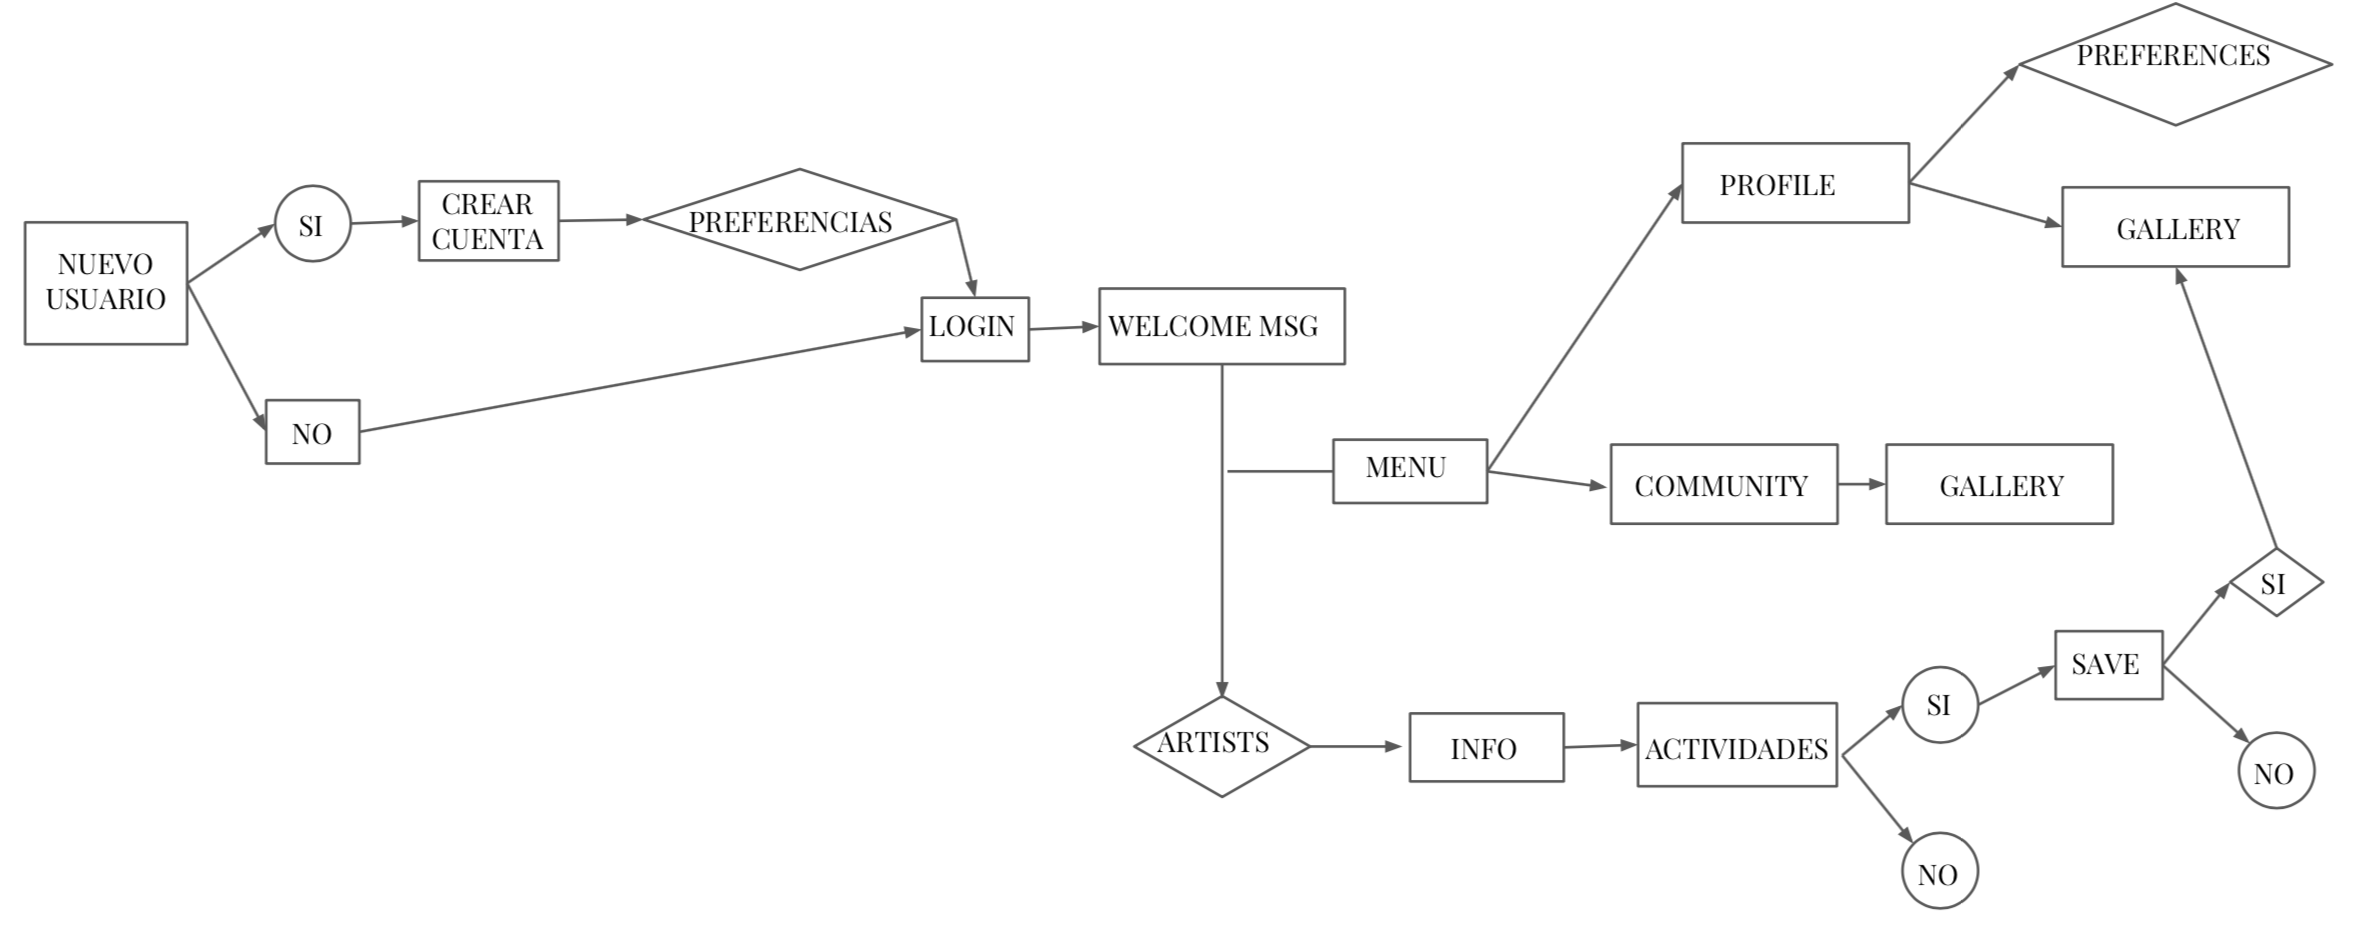 NUEVO
USUARIO
SI
NO
CREAR
CUENTA
PREFERENCIAS
LOGIN
WELCOME MSG
MENU
PROFILE
PREFERENCES
GALLERY
COMMUNITY
GALLERY
ARTISTS
INFO
ACTIVIDADES
SI
NO
SAVE
SI
NO